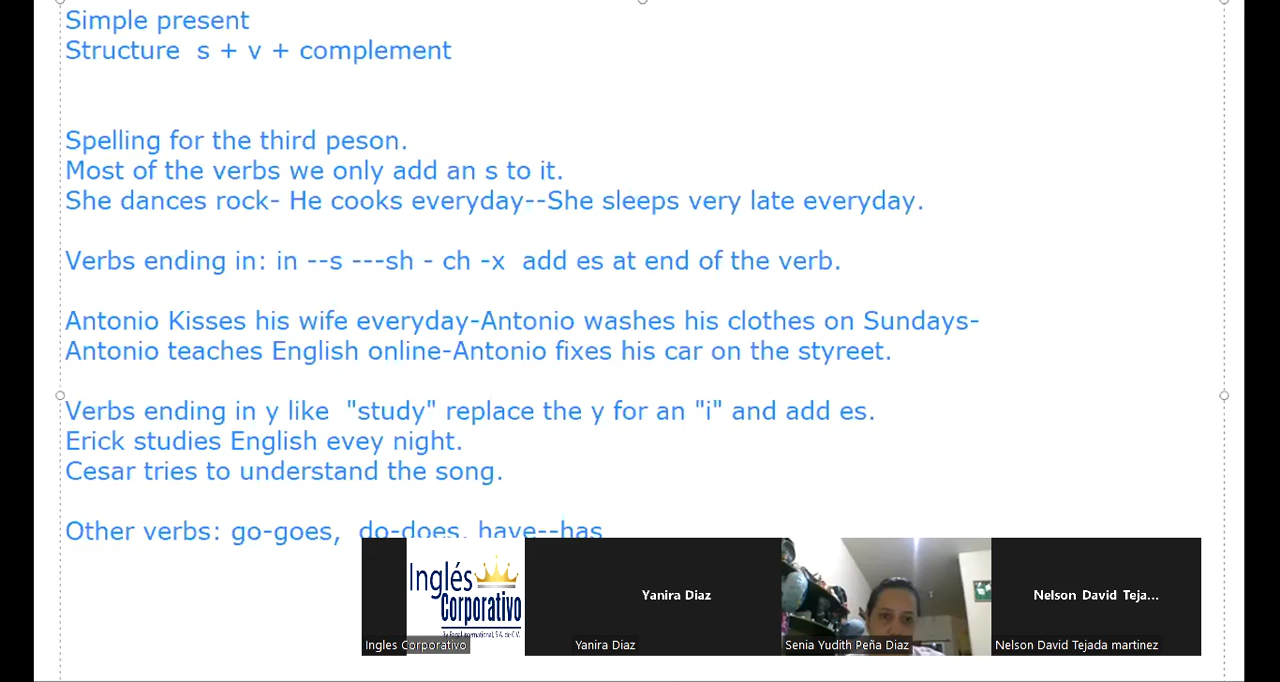 Simple present
Structure  s + v + complement
Spelling for the third peson.
Most of the verbs we only add an s to it.
She dances rock- He cooks everyday--She sleeps very late everyday.
Verbs ending in: in --s ---sh - ch -x  add es at end of the verb.
Antonio Kisses his wife everyday-Antonio washes his clothes on Sundays-
Antonio teaches English online-Antonio fixes his car on the styreet.
Verbs ending in y like  "study" replace the y for an "i" and add es.
Erick studies English evey night.
Cesar tries to understand the song.
Other verbs: go-goes,  do-does, have--has
Inglés
Corporativo
Ingles Corporativo
Yanira Diaz
Yanira Diaz
Senia Yudith Peña Diaz
Nelson David Teja...
Nelson David Tejada martinez